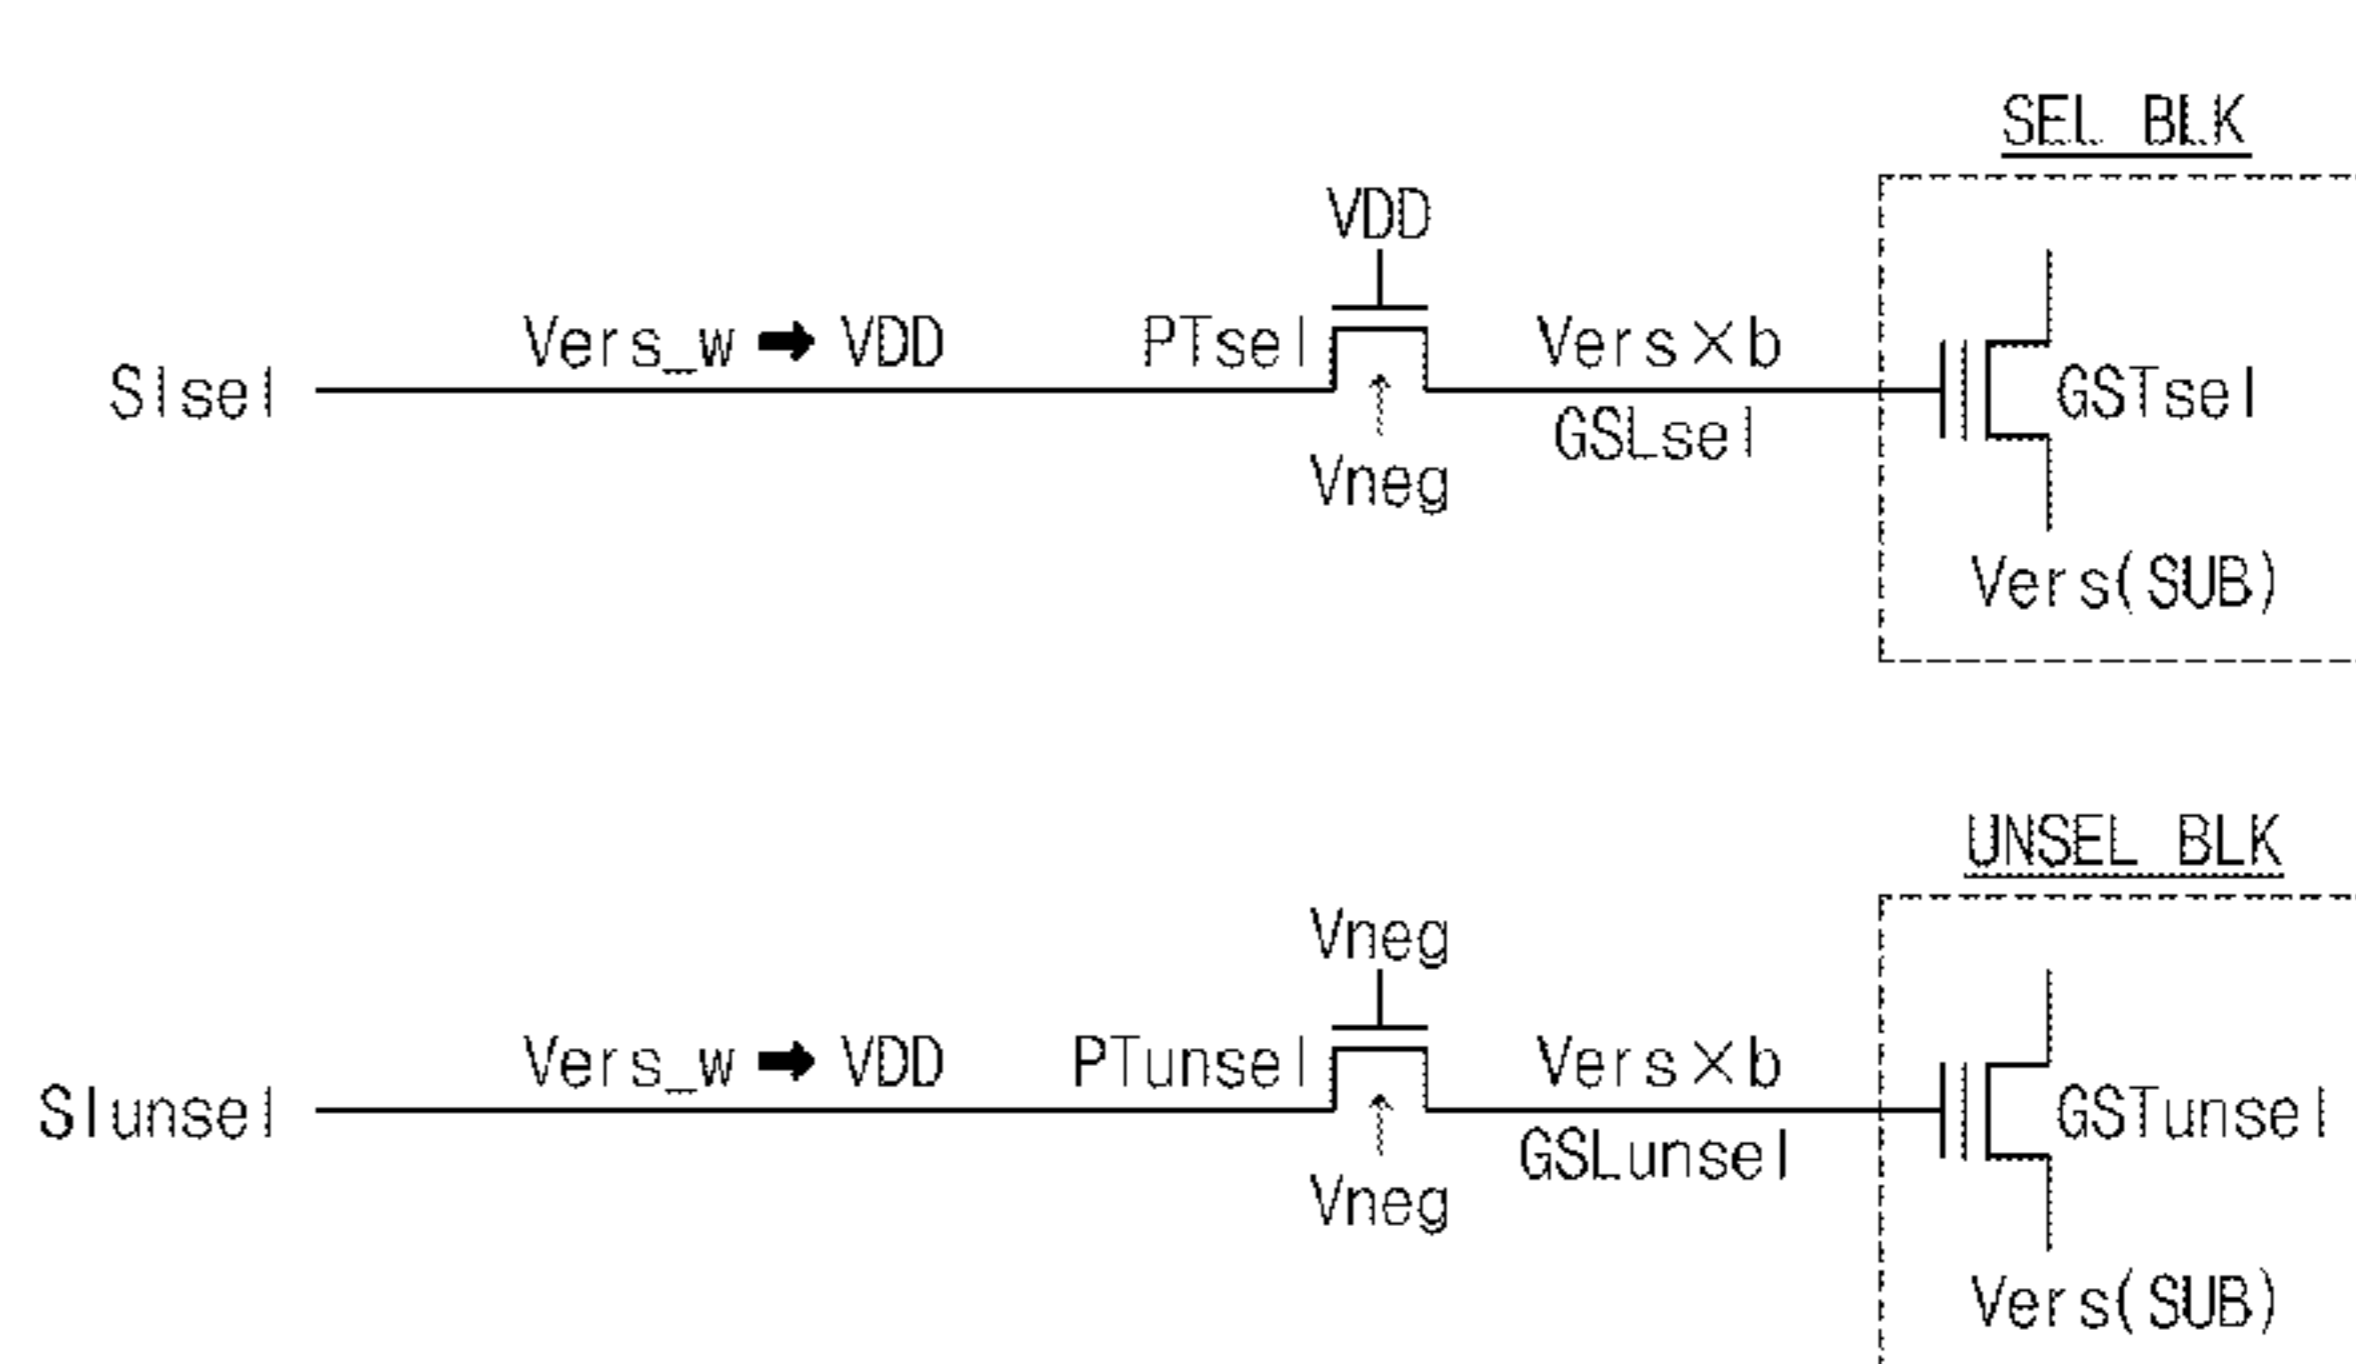 SEL BLK
VDD
Vers_w ➡ VDD PTsel Vers×b
SIsel GSTsel
GSLsel
Vneg
Vers(SUB)
UNSEL BLK
Vneg
Vers_w ➡ VDD PTunsel Vers×b
SIunsel GSTunsel
GSLunsel
Vneg
Vers(SUB)